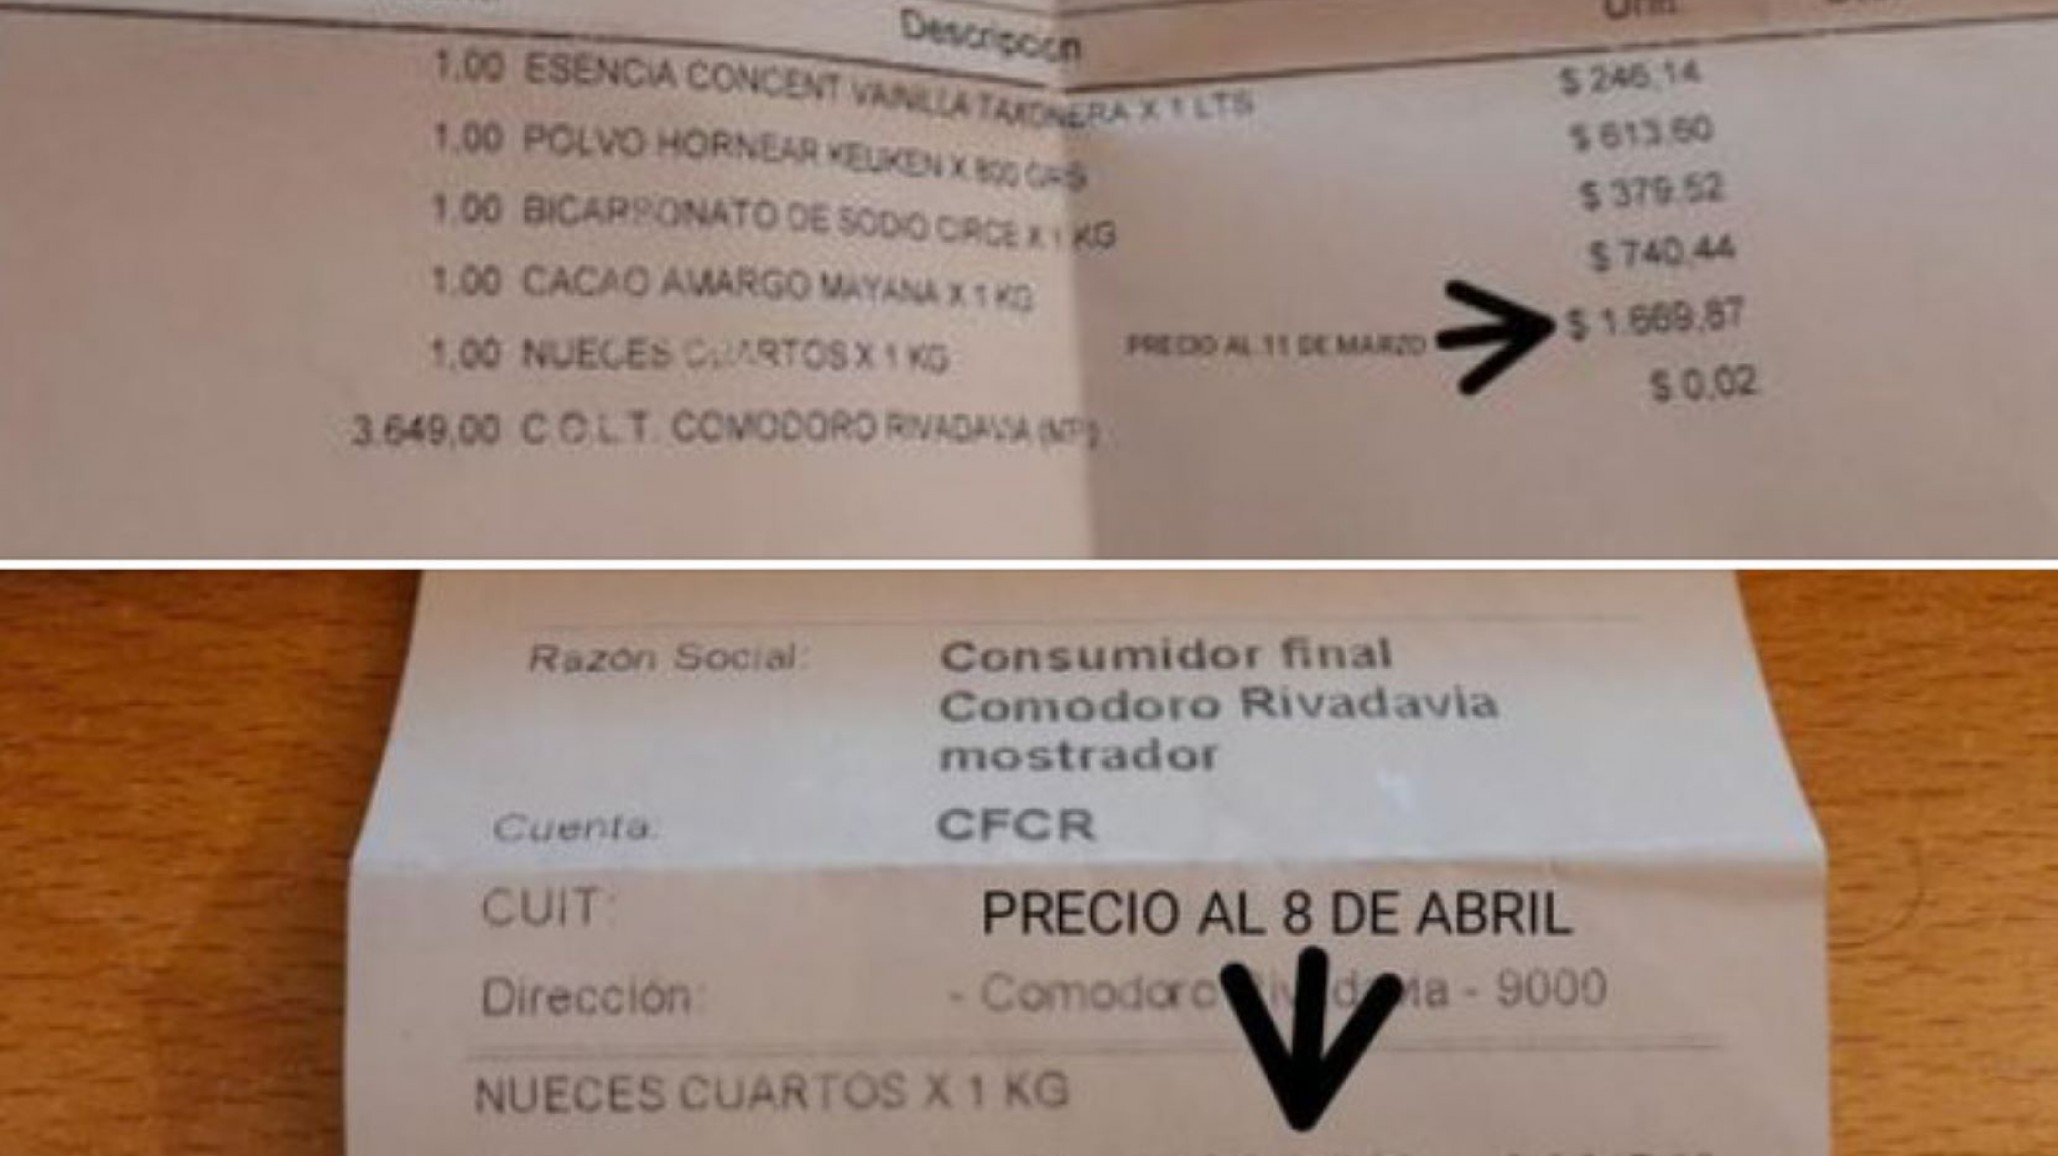 Descripción
1.00 ESENCIA CONCENT VAINILLA TAXONERA X 1 LTS $ 246,14
1.00 POLVO HORNEAR KEUKEN X 800 GRS $ 613,60
1.00 BICARBONATO DE SODIO CIRCE X 1 KG $ 379,52
1.00 CACAO AMARGO MAYANA X 1 KG $ 740,44
1,00 NUECES CUARTOS X 1 KG PRECIO AL 11 DE MARZO $ 1.669,87
3.649,00 C.O.L.T. COMODORO RIVADAVIA $ 0,02
Razón Social: Consumidor final
Comodoro Rivadavia
mostrador
Cuenta: CFCR
CUIT: PRECIO AL 8 DE ABRIL
Dirección: - Comodoro Rivadavia - 9000
NUECES CUARTOS X 1 KG